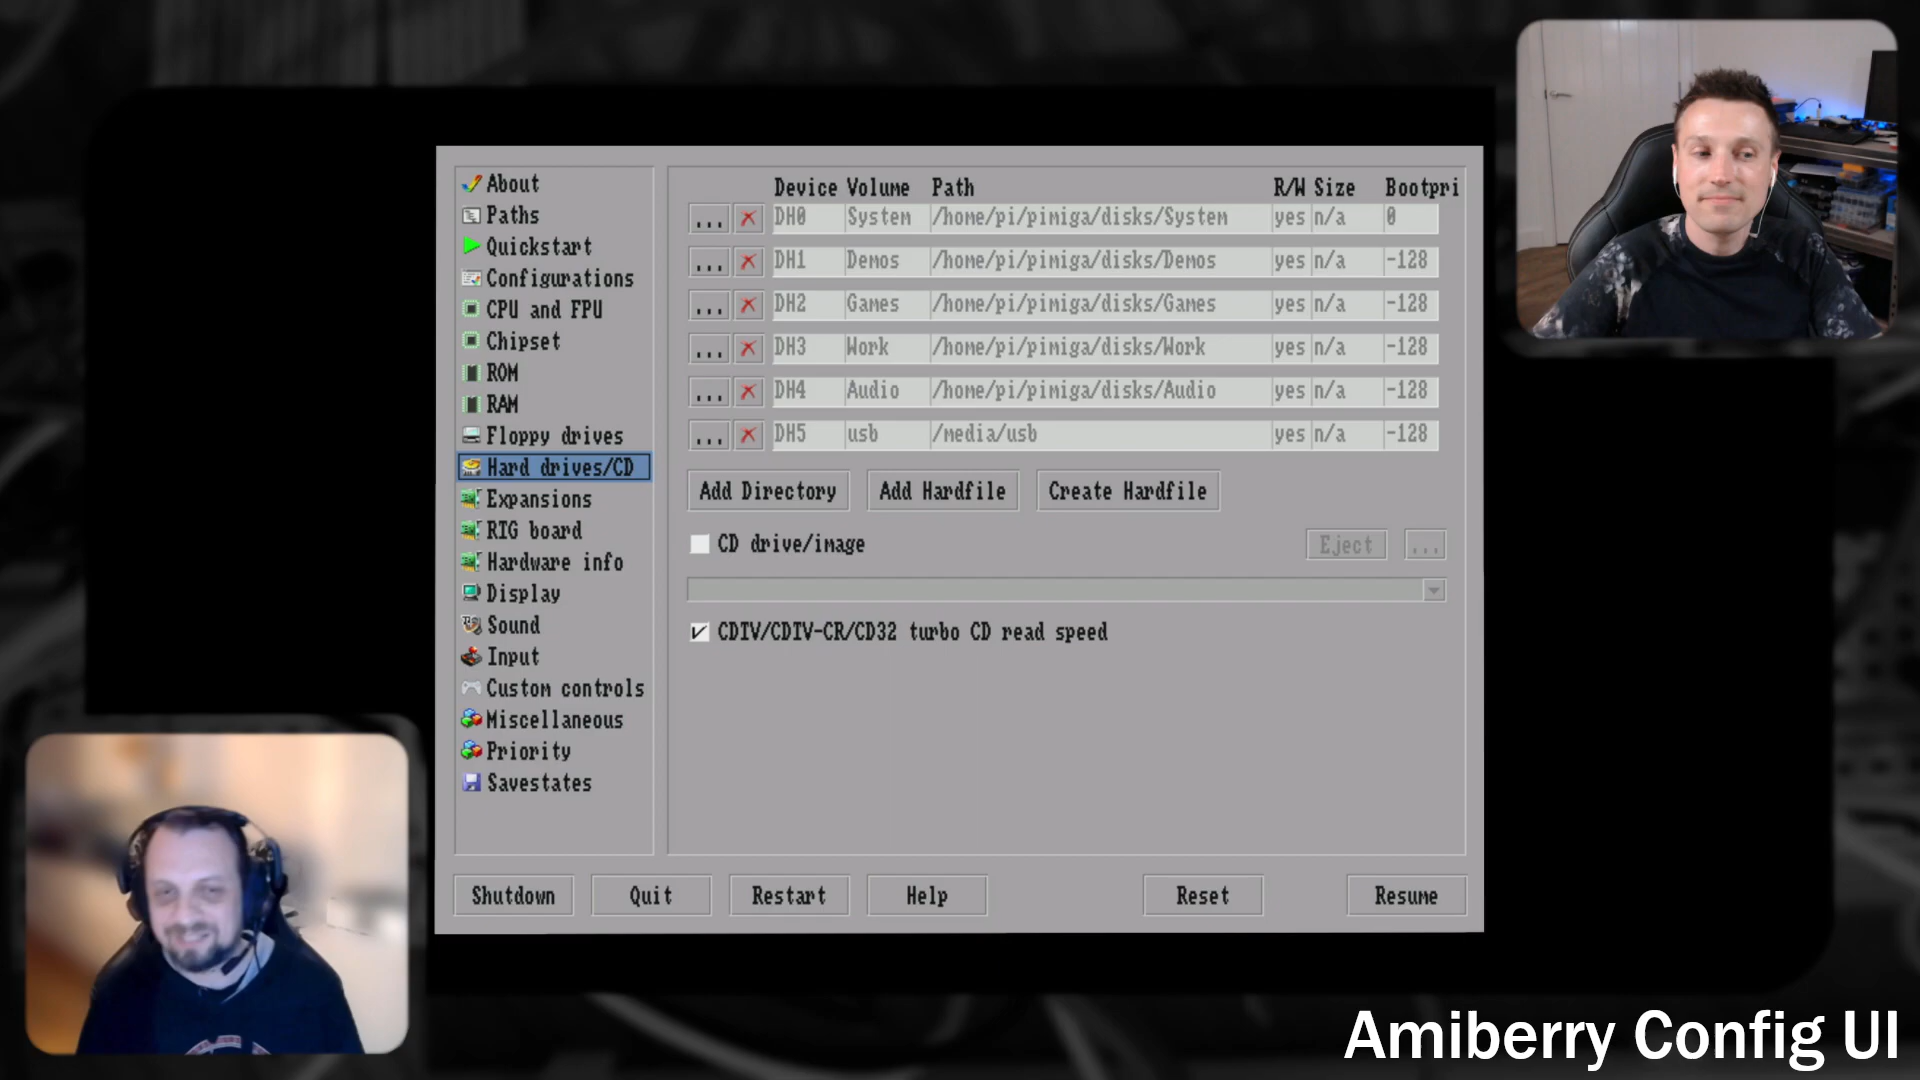 About
Paths
Quickstart
Configurations
CPU and FPU
Chipset
ROM
RAM
Floppy drives
Hard drives/CD
Expansions
RTG board
Hardware info
Display
Sound
Input
Custom controls
Miscellaneous
Priority
Savestates
Device Volume Path R/W Size Bootpri
... DH0 System /home/pi/pimiga/disks/System yes n/a 0
... DH1 Demos /home/pi/pimiga/disks/Demos yes n/a -128
... DH2 Games /home/pi/pimiga/disks/Games yes n/a -128
... DH3 Work /home/pi/pimiga/disks/Work yes n/a -128
... DH4 Audio /home/pi/pimiga/disks/Audio yes n/a -128
... DH5 usb /media/usb yes n/a -128
Add Directory Add Hardfile Create Hardfile
CD drive/image Eject ...
CDTV/CDTV-CR/CD32 turbo CD read speed
Shutdown Quit Restart Help Reset Resume
Amiberry Config UI